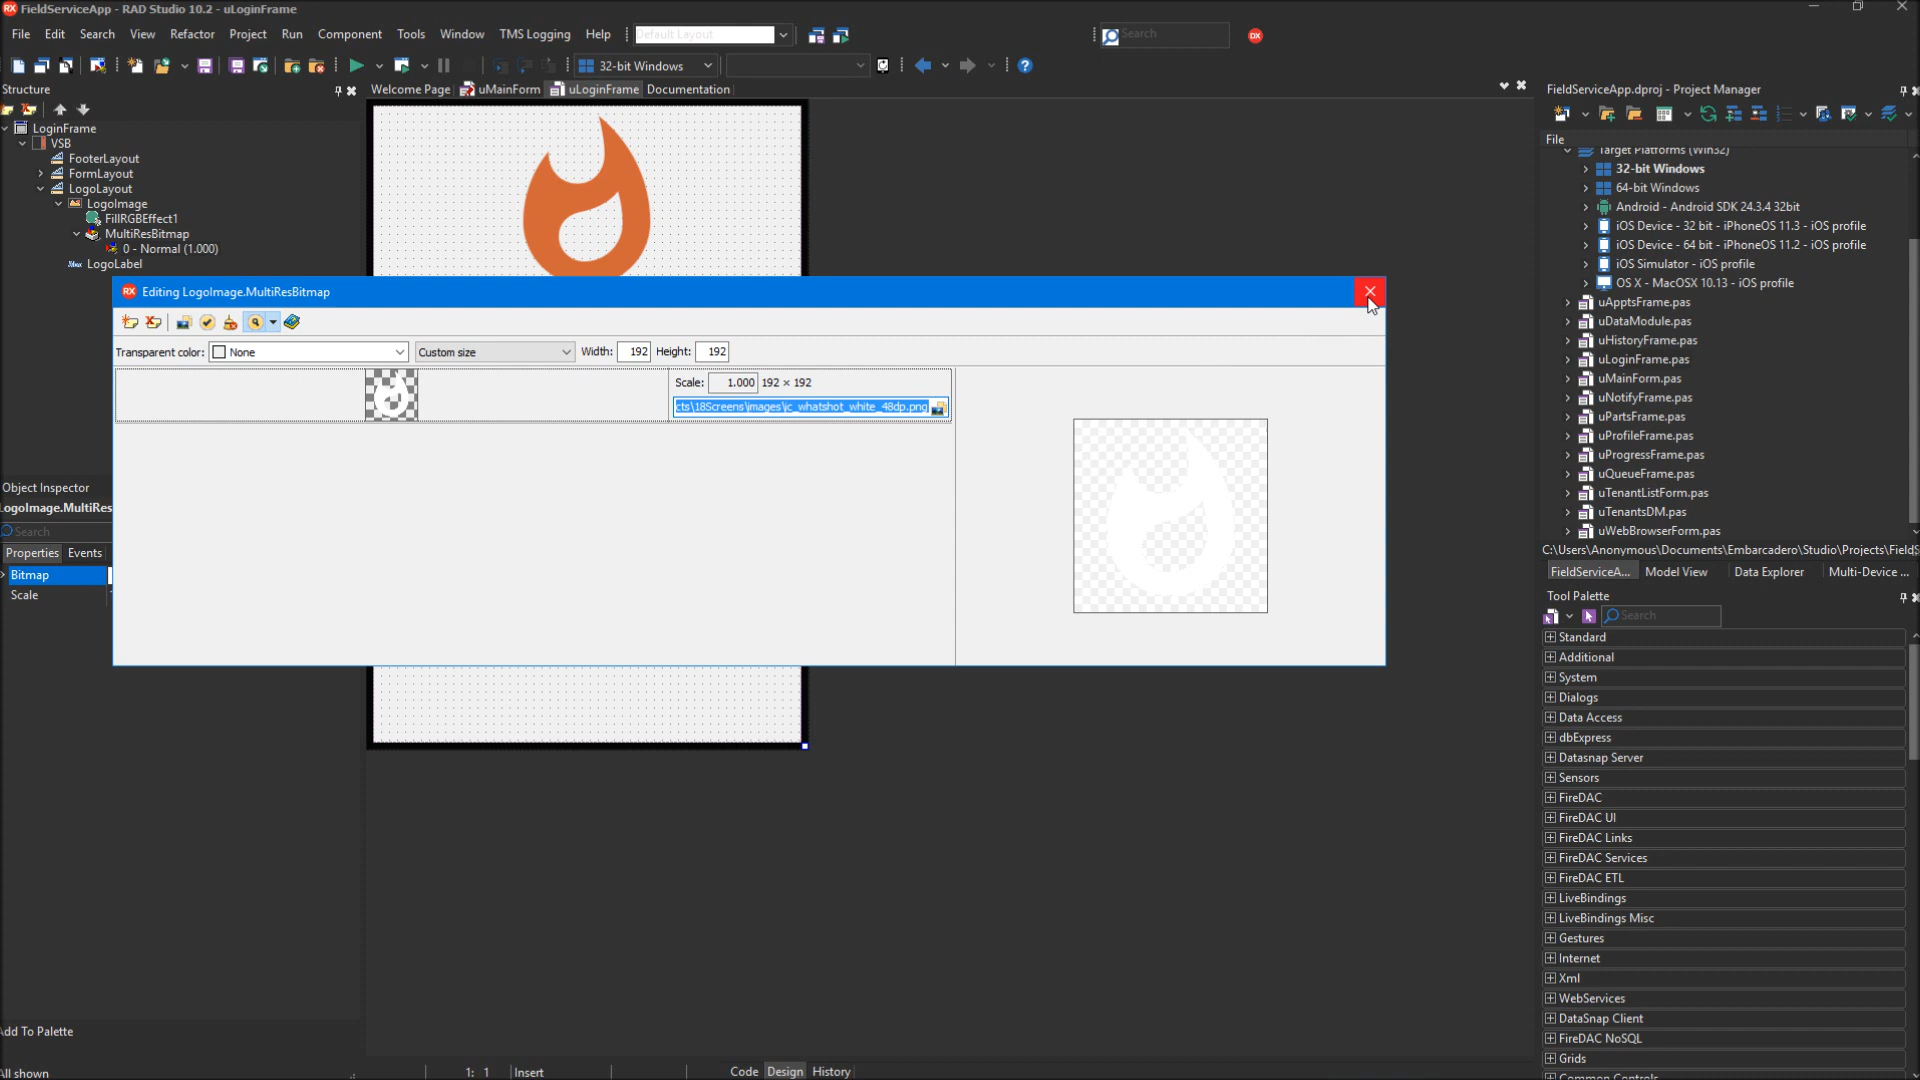 FieldServiceApp - RAD Studio 10.2 - uLoginFrame
File Edit Search View Refactor Project Run Component Tools Window TMS Logging Help
Default Layout
Search
32-bit Windows
Structure
Welcome Page uMainForm uLoginFrame Documentation
LoginFrame
VSB
FooterLayout
FormLayout
LogoLayout
LogoImage
FillRGBEffect1
MultiResBitmap
0 - Normal (1.000)
LogoLabel
Editing LogoImage.MultiResBitmap
Transparent color: None Custom size Width: 192 Height: 192
Scale: 1.000 192 × 192
cts\18Screens\images\ic_whatshot_white_48dp.png
Object Inspector
LogoImage.MultiRes
Search
Properties Events
Bitmap
Scale
Add To Palette
All shown
1: 1 Insert
Code Design History
FieldServiceApp.dproj - Project Manager
File
Target Platforms (Win32)
32-bit Windows
64-bit Windows
Android - Android SDK 24.3.4 32bit
iOS Device - 32 bit - iPhoneOS 11.3 - iOS profile
iOS Device - 64 bit - iPhoneOS 11.2 - iOS profile
iOS Simulator - iOS profile
OS X - MacOSX 10.13 - iOS profile
uApptsFrame.pas
uDataModule.pas
uHistoryFrame.pas
uLoginFrame.pas
uMainForm.pas
uNotifyFrame.pas
uPartsFrame.pas
uProfileFrame.pas
uProgressFrame.pas
uQueueFrame.pas
uTenantListForm.pas
uTenantsDM.pas
uWebBrowserForm.pas
C:\Users\Anonymous\Documents\Embarcadero\Studio\Projects\FieldS
FieldServiceA... Model View Data Explorer Multi-Device ...
Tool Palette
Search
Standard
Additional
System
Dialogs
Data Access
dbExpress
Datasnap Server
Sensors
FireDAC
FireDAC UI
FireDAC Links
FireDAC Services
FireDAC ETL
LiveBindings
LiveBindings Misc
Gestures
Internet
Xml
WebServices
DataSnap Client
FireDAC NoSQL
Grids
Common Controls